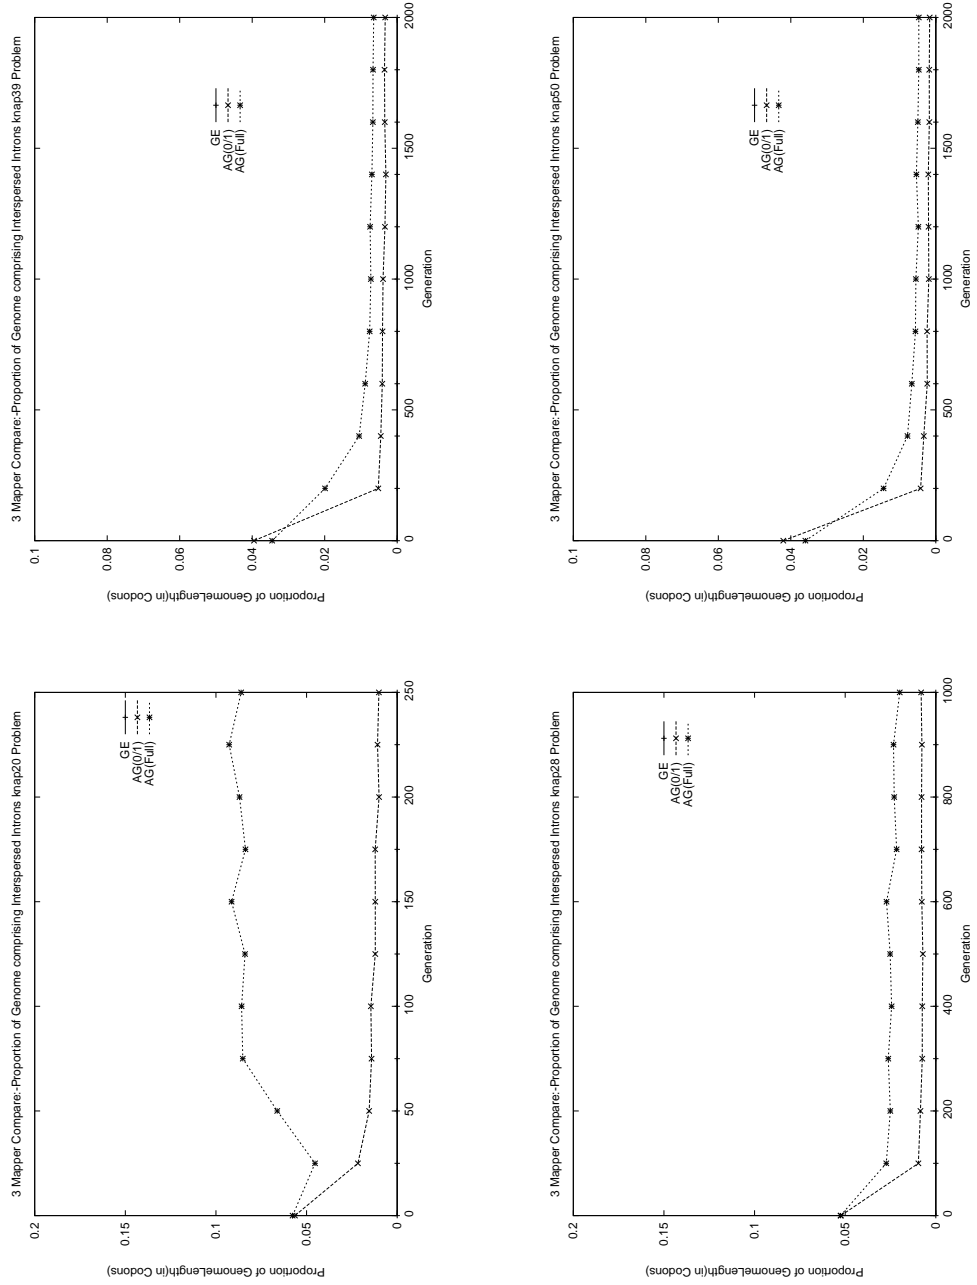 3 Mapper Compare:-Proportion of Genome comprising Interspersed Introns knap20 Problem
0.2
0.15
0.1
0.05
0
Proportion of GenomeLength(in Codons)
GE
AG(0/1)
AG(Full)
0 50 100 150 200 250
Generation
3 Mapper Compare:-Proportion of Genome comprising Interspersed Introns knap39 Problem
0.1
0.08
0.06
0.04
0.02
0
Proportion of GenomeLength(in Codons)
GE
AG(0/1)
AG(Full)
0 500 1000 1500 2000
Generation
3 Mapper Compare:-Proportion of Genome comprising Interspersed Introns knap28 Problem
0.2
0.15
0.1
0.05
0
Proportion of GenomeLength(in Codons)
GE
AG(0/1)
AG(Full)
0 200 400 600 800 1000
Generation
3 Mapper Compare:-Proportion of Genome comprising Interspersed Introns knap50 Problem
0.1
0.08
0.06
0.04
0.02
0
Proportion of GenomeLength(in Codons)
GE
AG(0/1)
AG(Full)
0 500 1000 1500 2000
Generation